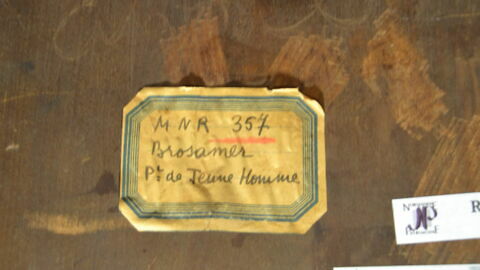 MNR 357
Brosamer
Pt de Jeune Homme
R